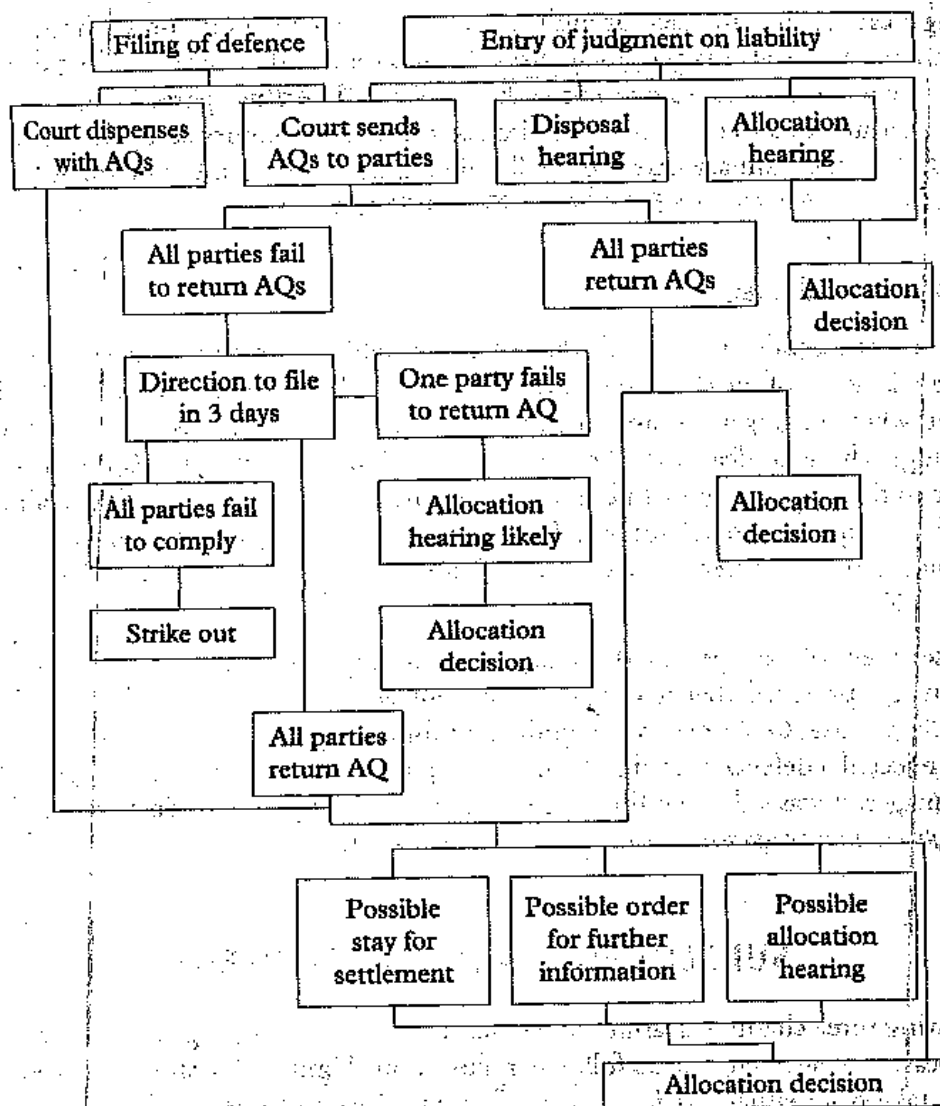 Filing of defence
Entry of judgment on liability
Court dispenses
with AQs
Court sends
AQs to parties
Disposal
hearing
Allocation
hearing
All parties fail
to return AQs
All parties
return AQs
Allocation
decision
Direction to file
in 3 days
One party fails
to return AQ
All parties fail
to comply
Allocation
hearing likely
Allocation
decision
Strike out
Allocation
decision
All parties
return AQ
Possible
stay for
settlement
Possible order
for further
information
Possible
allocation
hearing
Allocation decision